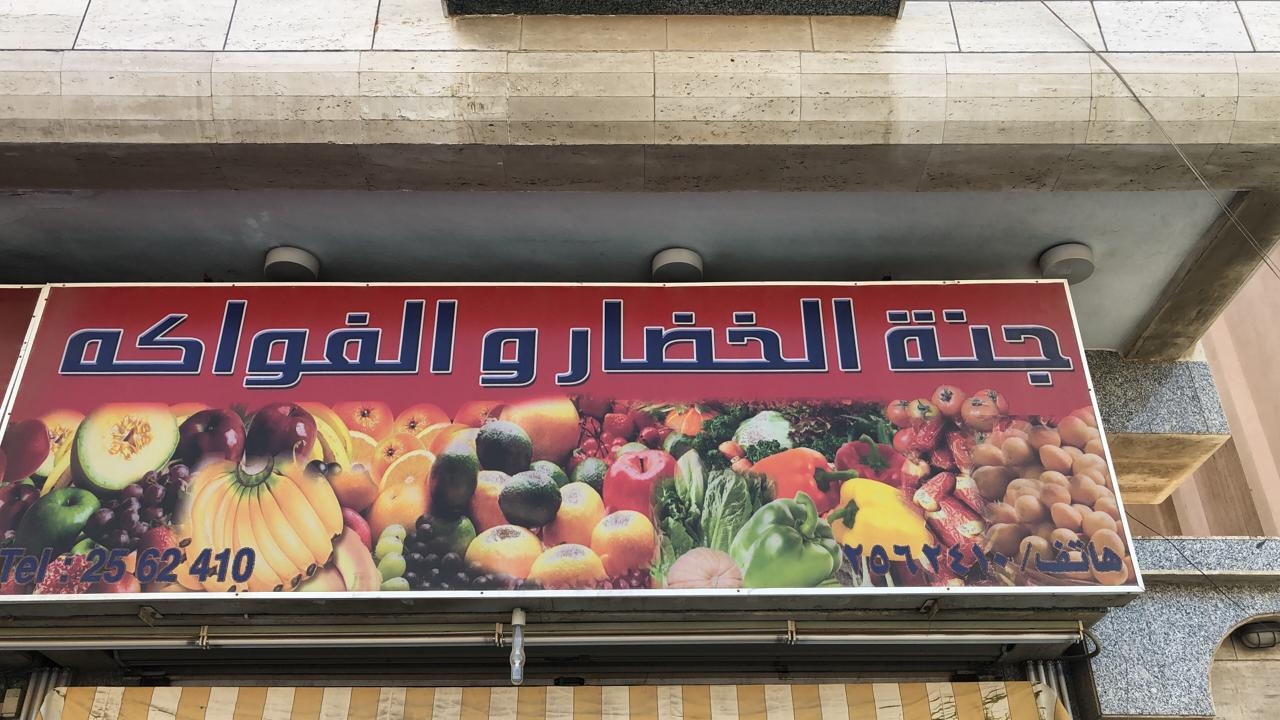 جنة الخضار و الفواكه
Tel : 25 62 410
هاتف/ ٢٥٦٢٤١٠